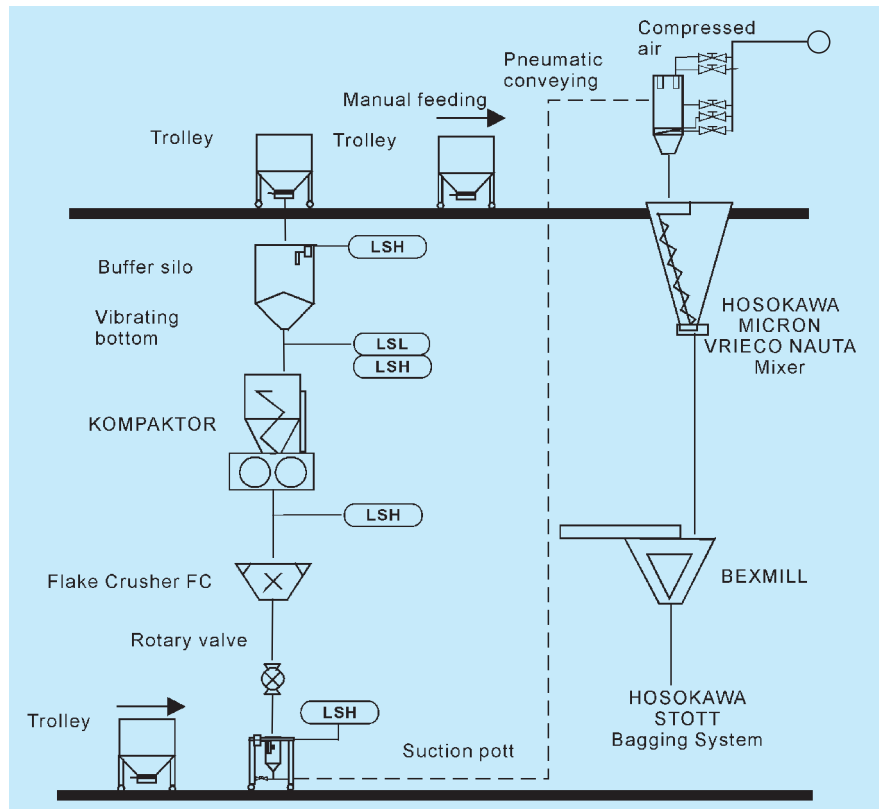 Compressed
air
Pneumatic
conveying
Manual feeding
Trolley
Trolley
LSH
Buffer silo
Vibrating
bottom
LSL
LSH
HOSOKAWA
MICRON
VRIECO NAUTA
Mixer
KOMPAKTOR
LSH
Flake Crusher FC
BEXMILL
Rotary valve
HOSOKAWA
STOTT
Bagging System
LSH
Trolley
Suction pott